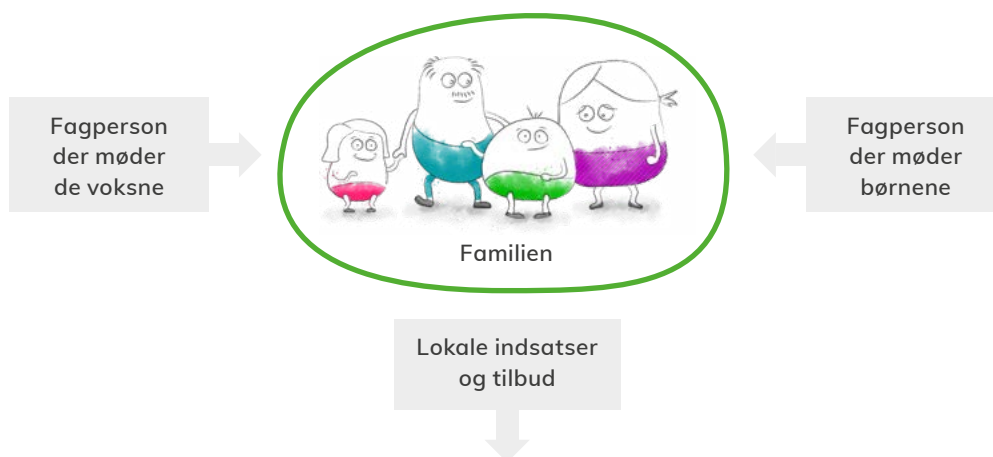 Fagperson
der møder
de voksne
Familien
Fagperson
der møder
børnene
Lokale indsatser
og tilbud